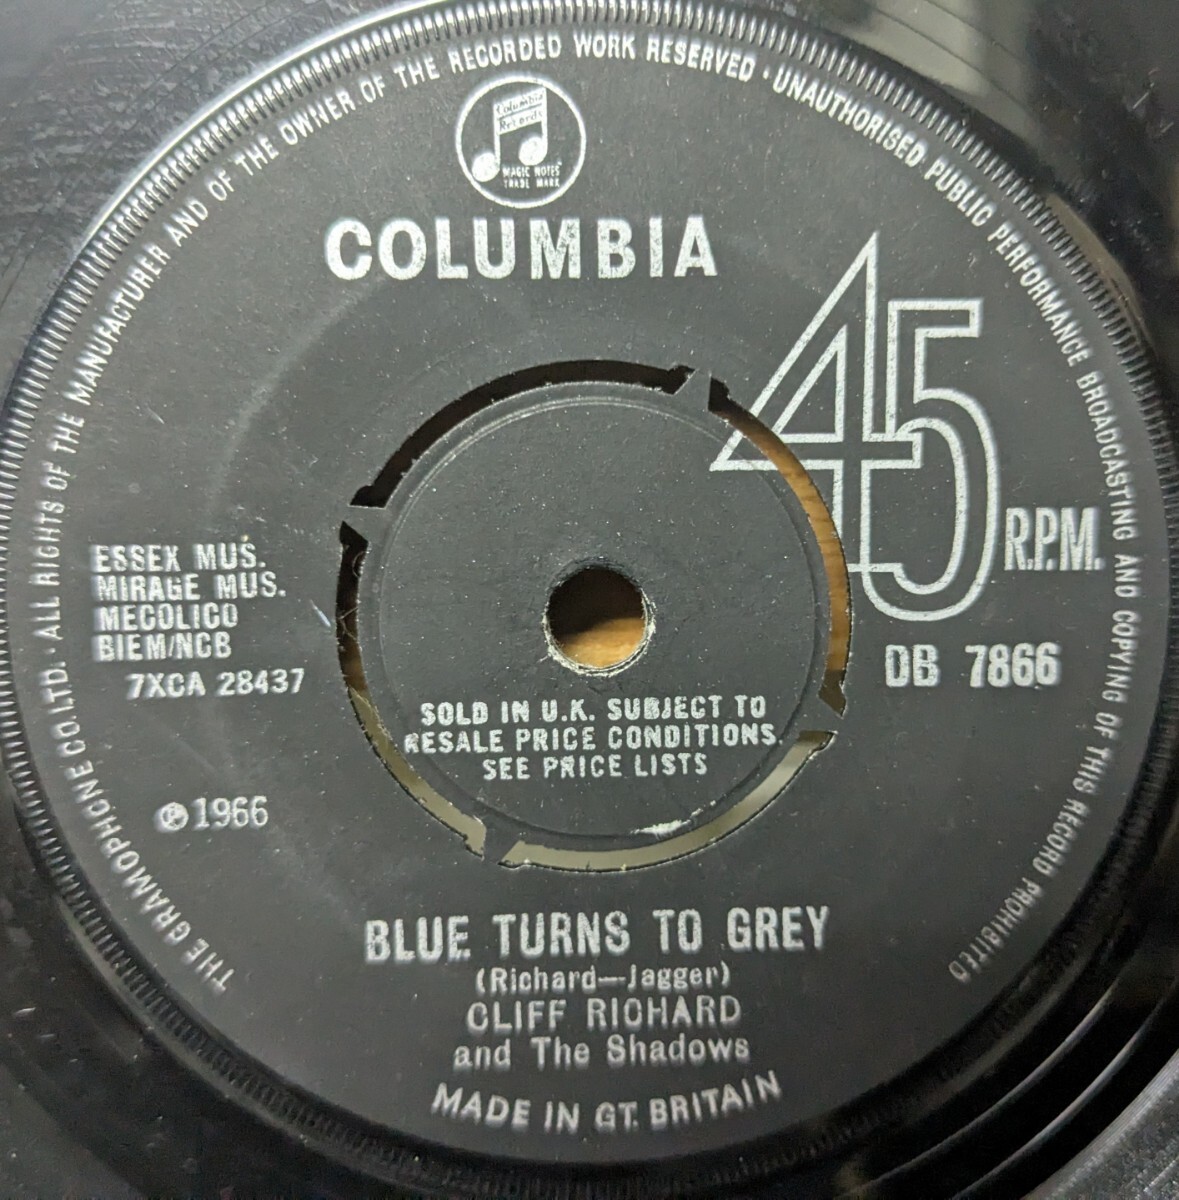 THE GRAMOPHONE CO. LTD. · ALL RIGHTS OF THE MANUFACTURER AND OF THE OWNER OF THE RECORDED WORK RESERVED · UNAUTHORISED PUBLIC PERFORMANCE BROADCASTING AND COPYING OF THIS RECORD PROHIBITED
Columbia
Records
MAGIC NOTES
TRADE MARK
COLUMBIA
45 R.P.M.
ESSEX MUS.
MIRAGE MUS.
MECOLICO
BIEM/NCB
7XCA 28437
DB 7866
SOLD IN U.K. SUBJECT TO
RESALE PRICE CONDITIONS.
SEE PRICE LISTS
℗ 1966
BLUE TURNS TO GREY
(Richard—Jagger)
CLIFF RICHARD
and The Shadows
MADE IN GT. BRITAIN